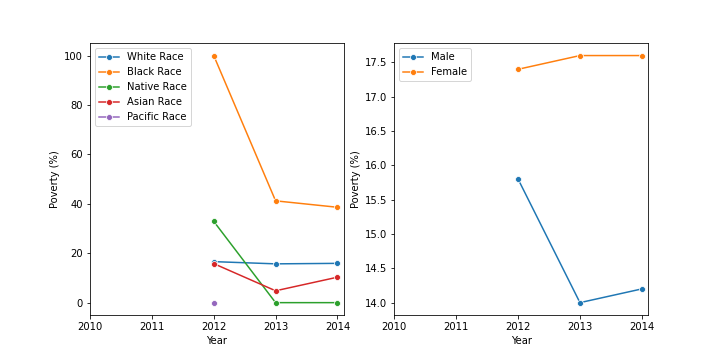 White Race
Black Race
Native Race
Asian Race
Pacific Race
100
80
60
40
20
0
Poverty (%)
2010 2011 2012 2013 2014
Year
Male
Female
17.5
17.0
16.5
16.0
15.5
15.0
14.5
14.0
Poverty (%)
2010 2011 2012 2013 2014
Year